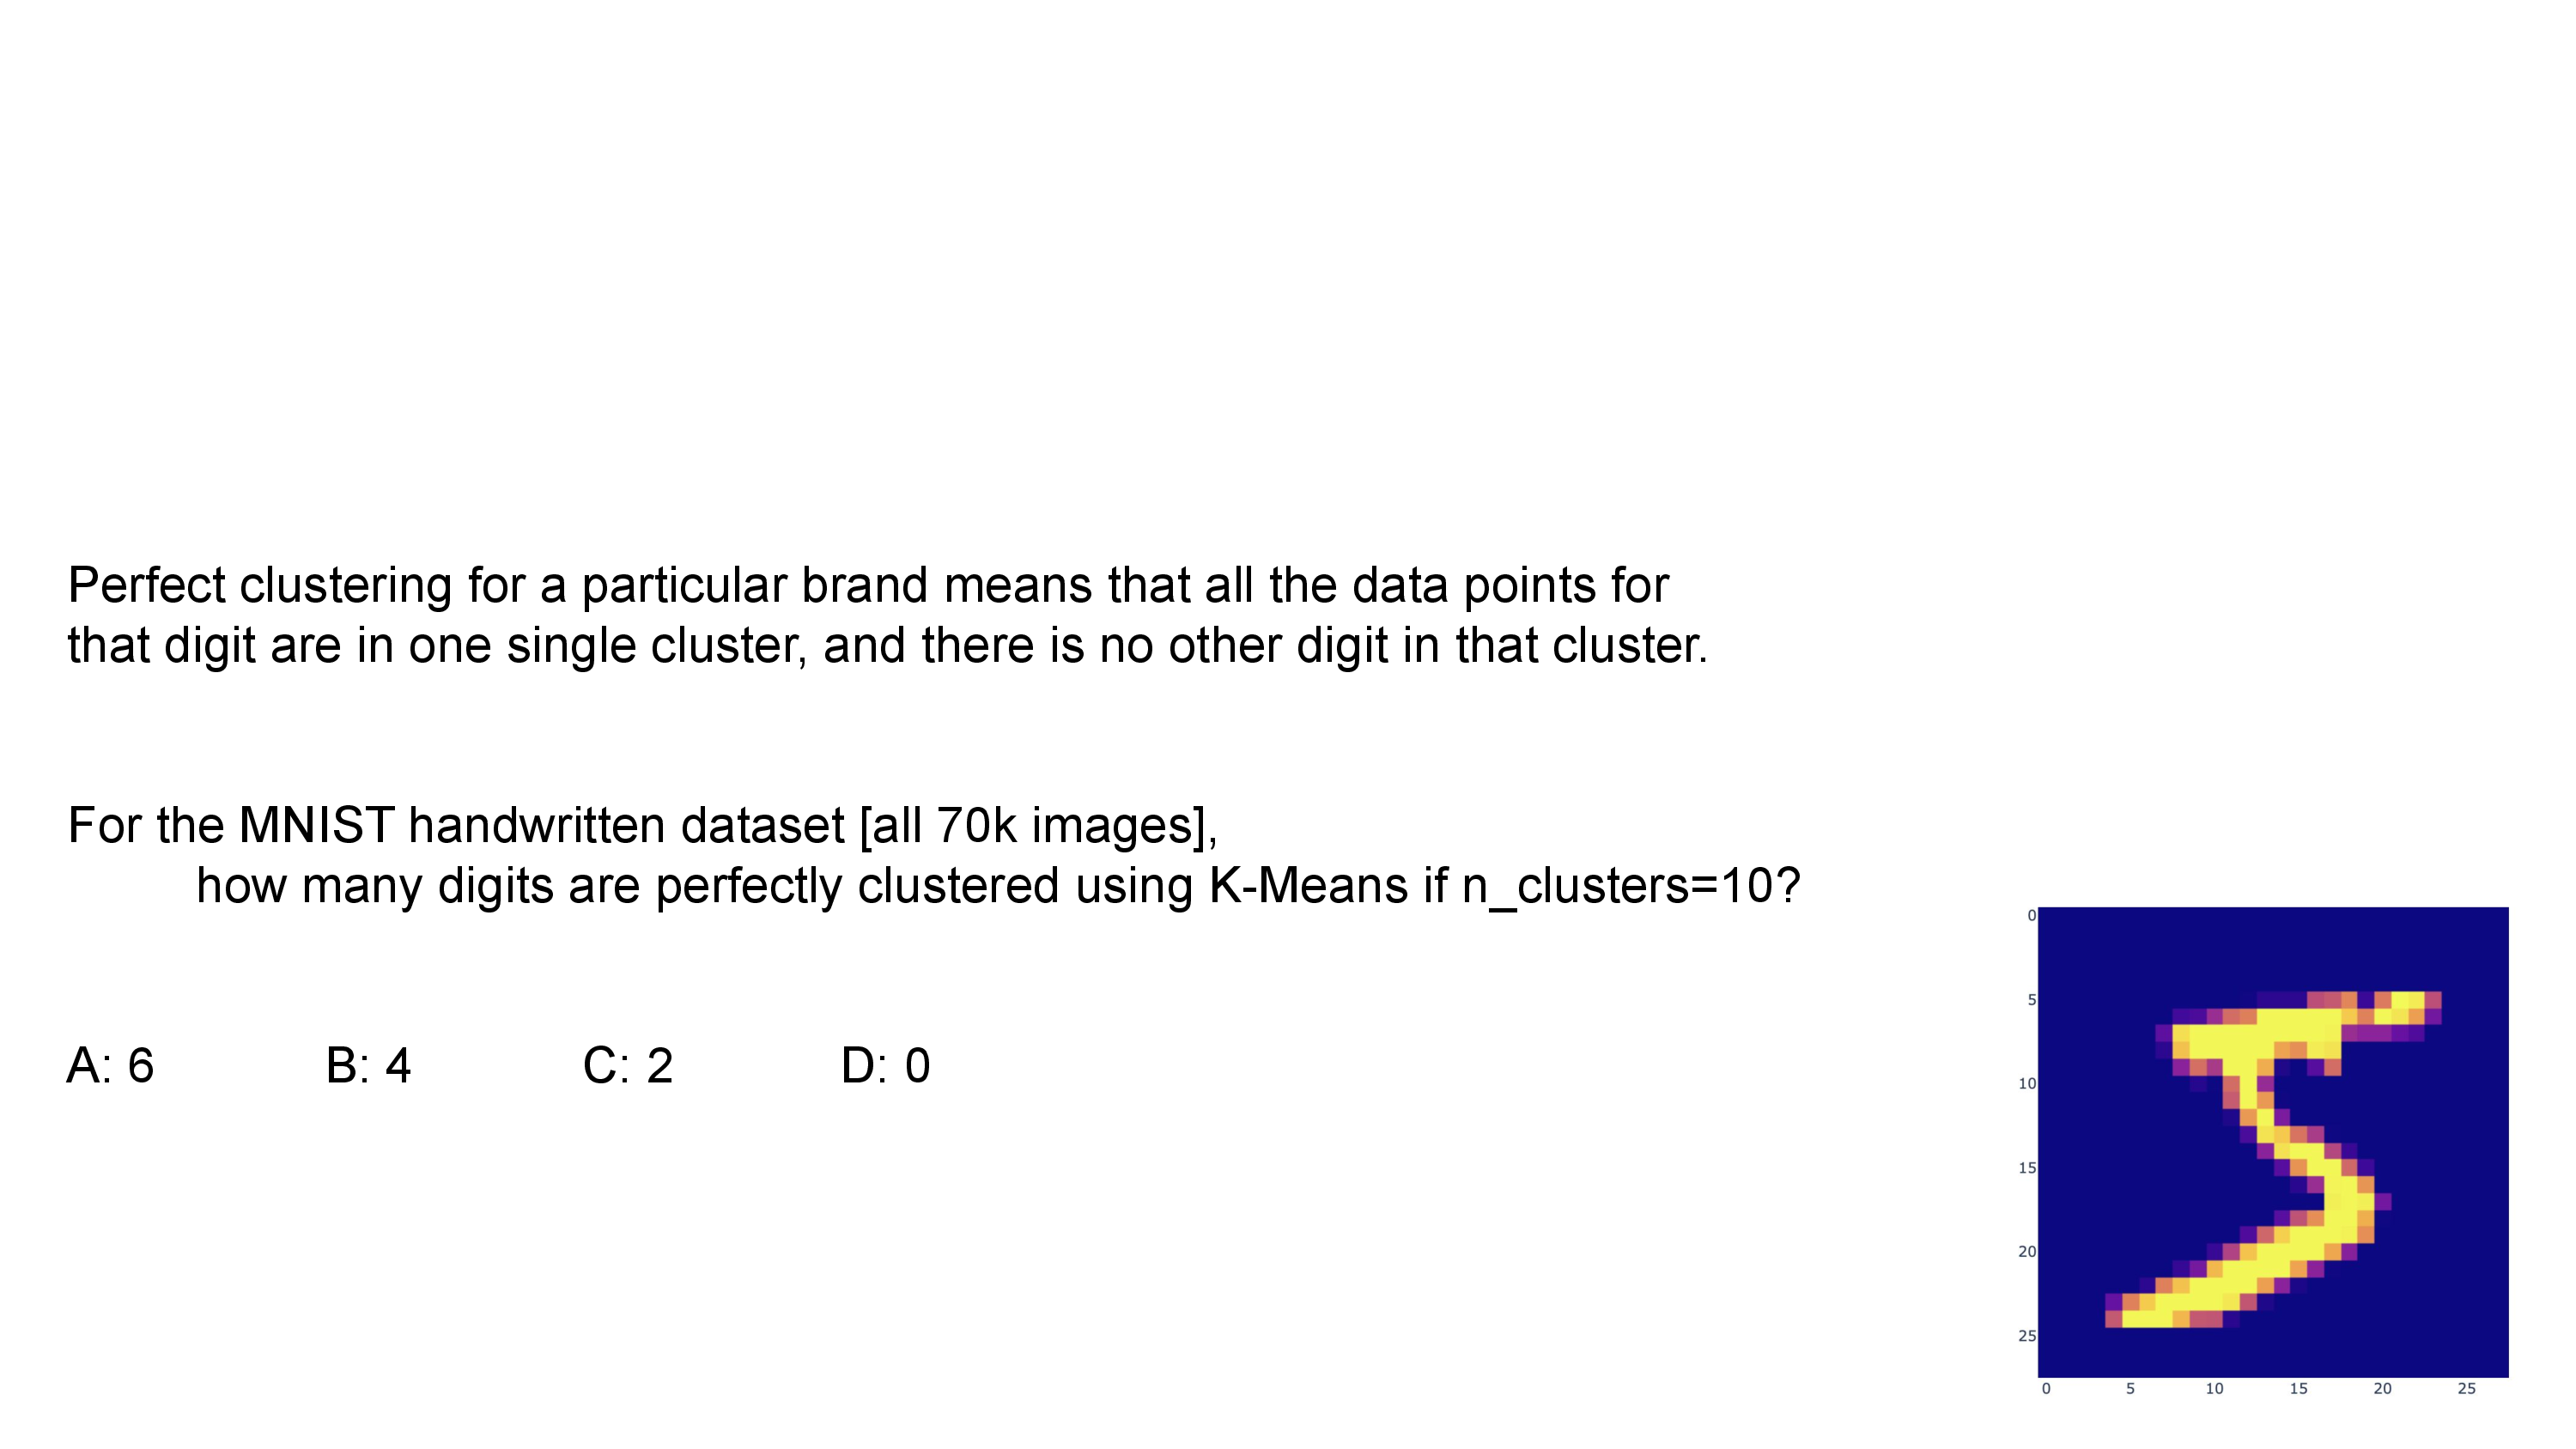 Perfect clustering for a particular brand means that all the data points for
that digit are in one single cluster, and there is no other digit in that cluster.
For the MNIST handwritten dataset [all 70k images],
how many digits are perfectly clustered using K-Means if n_clusters=10?
A: 6 B: 4 C: 2 D: 0
0
5
10
15
20
25
0 5 10 15 20 25